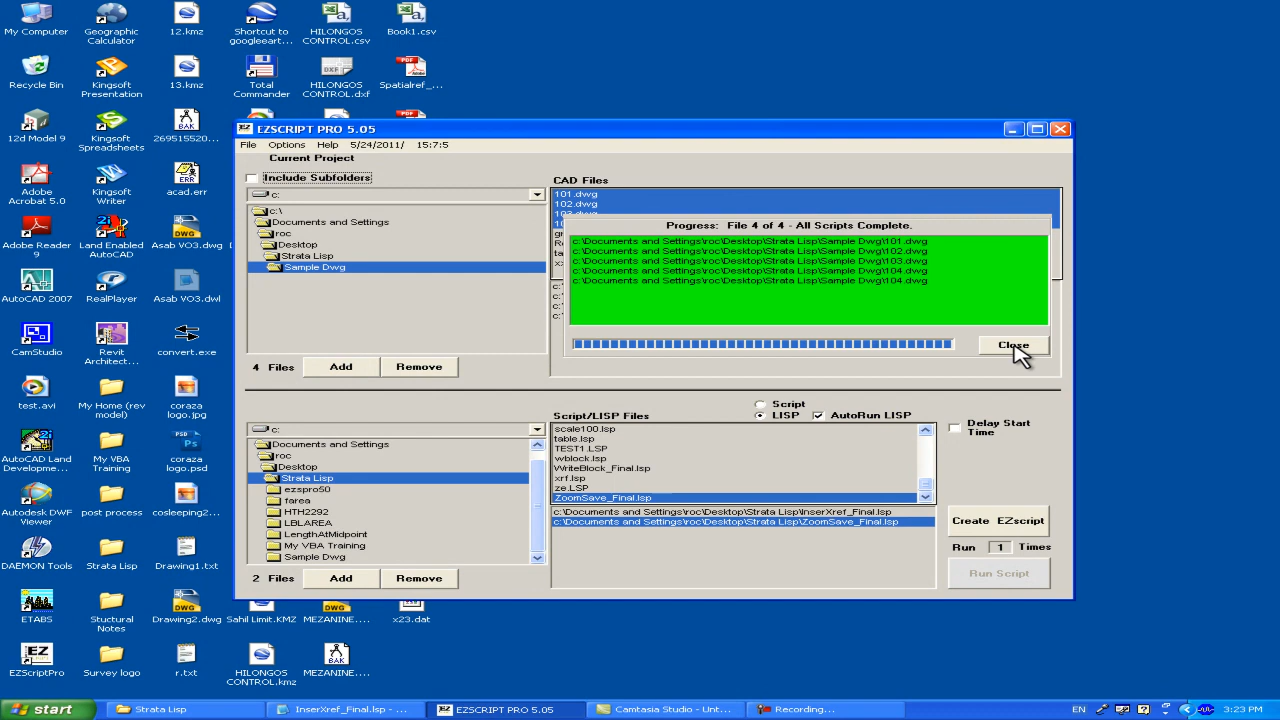 My Computer
Geographic
Calculator
12.kmz
Shortcut to
googleeart...
HILONGOS
CONTROL.csv
Book1.csv
Recycle Bin
Kingsoft
Presentation
13.kmz
Total
Commander
HILONGOS
CONTROL.dxf
Spatialref_...
12d Model 9
Kingsoft
Spreadsheets
BAK
269515520...
Adobe
Acrobat 5.0
Kingsoft
Writer
ERR
acad.err
Adobe Reader
9
Land Enabled
AutoCAD
DWG
Asab VO3.dwg
AutoCAD 2007
RealPlayer
Asab VO3.dwl
CamStudio
Revit
Architect...
convert.exe
test.avi
My Home (rev
model)
coraza
logo.jpg
AutoCAD Land
Developme...
My VBA
Training
PSD
coraza
logo.psd
Autodesk DWF
Viewer
post process
cosleeping2...
DAEMON Tools
Strata Lisp
Drawing1.txt
ETABS
Stuctural
Notes
DWG
Drawing2.dwg
Sahil Limit.KMZ
DWG
MEZANINE....
x23.dat
EZ
SCRIPT
EZScriptPro
Survey logo
r.txt
HILONGOS
CONTROL.kmz
BAK
MEZANINE....
EZ EZSCRIPT PRO 5.05
File Options Help 5/24/2011/ 15:7:5
Current Project
Include Subfolders
c:
c:\
Documents and Settings
roc
Desktop
Strata Lisp
Sample Dwg
4 Files Add Remove
CAD Files
101.dwg
102.dwg
Progress: File 4 of 4 - All Scripts Complete.
c:\Documents and Settings\roc\Desktop\Strata Lisp\Sample Dwg\101.dwg
c:\Documents and Settings\roc\Desktop\Strata Lisp\Sample Dwg\102.dwg
c:\Documents and Settings\roc\Desktop\Strata Lisp\Sample Dwg\103.dwg
c:\Documents and Settings\roc\Desktop\Strata Lisp\Sample Dwg\104.dwg
c:\Documents and Settings\roc\Desktop\Strata Lisp\Sample Dwg\104.dwg
Close
c:
Documents and Settings
roc
Desktop
Strata Lisp
ezspro50
farea
HTH2292
LBLAREA
LengthAtMidpoint
My VBA Training
Sample Dwg
2 Files Add Remove
Script/LISP Files
Script
LISP
AutoRun LISP
scale100.lsp
table.lsp
TEST1.LSP
wblock.lsp
WriteBlock_Final.lsp
xrf.lsp
ze.LSP
ZoomSave_Final.lsp
c:\Documents and Settings\roc\Desktop\Strata Lisp\InserXref_Final.lsp
c:\Documents and Settings\roc\Desktop\Strata Lisp\ZoomSave_Final.lsp
Delay Start
Time
Create EZscript
Run 1 Times
Run Script
start
Strata Lisp
InserXref_Final.lsp - ...
EZSCRIPT PRO 5.05
Camtasia Studio - Unt...
Recording...
EN
3:23 PM